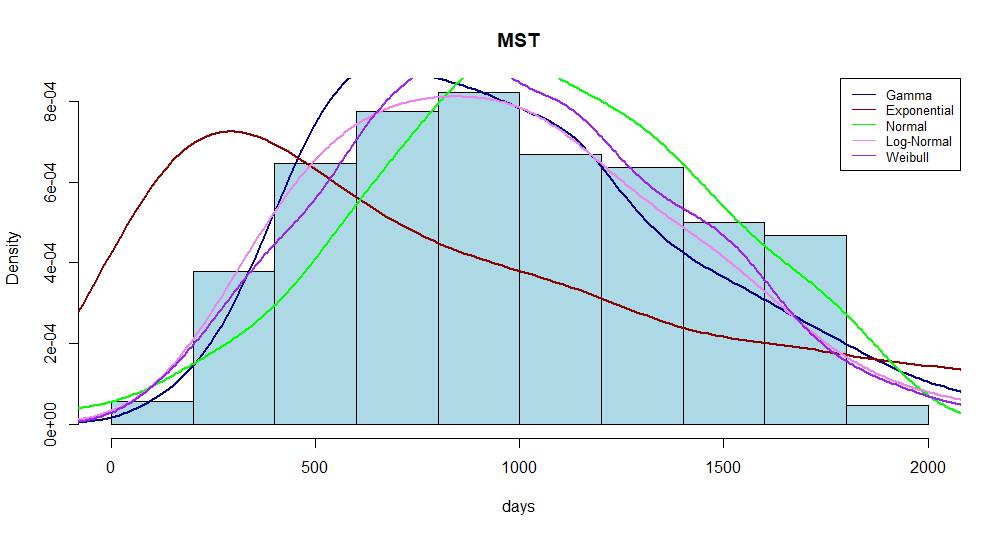 MST
Density
8e-04
6e-04
4e-04
2e-04
0e+00
Gamma
Exponential
Normal
Log-Normal
Weibull
0 500 1000 1500 2000
days